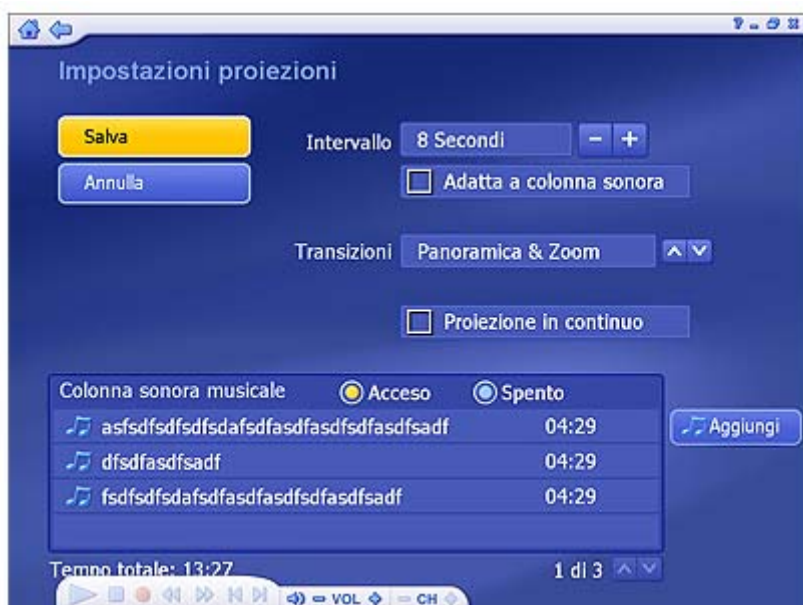 Impostazioni proiezioni
Salva
Annulla
Intervallo 8 Secondi - +
Adatta a colonna sonora
Transizioni Panoramica & Zoom
Proiezione in continuo
Colonna sonora musicale Acceso Spento
asfsdfsdfsdfsdafsdfasdfasdfsdfasdfsadf 04:29
dfsdfasdfsadf 04:29
fsdfsdfsdafsdfasdfasdfsdfasdfsadf 04:29
Aggiungi
Tempo totale: 13:27 1 di 3
VOL CH